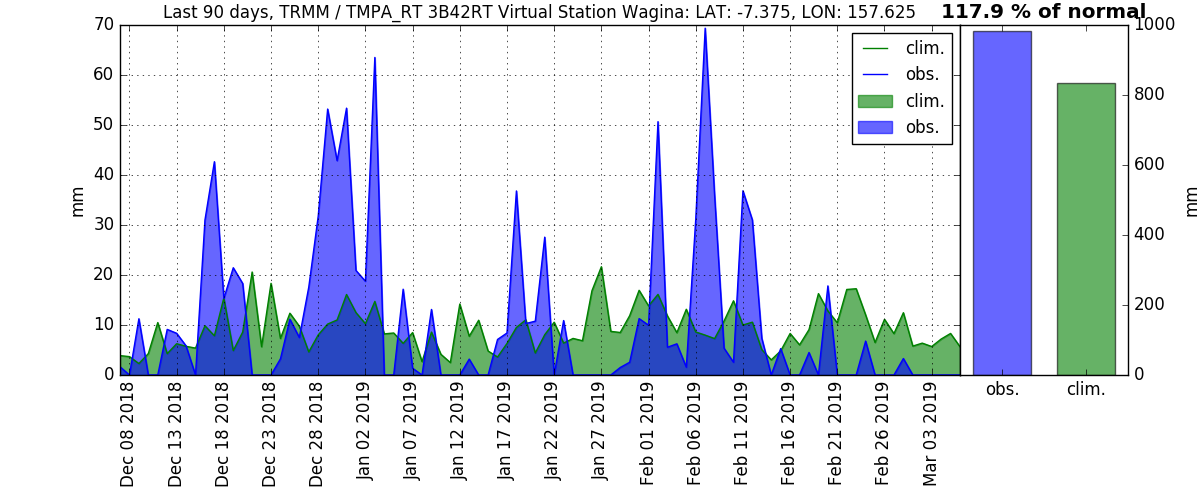 Last 90 days, TRMM / TMPA_RT 3B42RT Virtual Station Wagina: LAT: -7.375, LON: 157.625
117.9 % of normal
70
60
50
40
30
20
10
0
mm
clim.
obs.
clim.
obs.
Dec 08 2018
Dec 13 2018
Dec 18 2018
Dec 23 2018
Dec 28 2018
Jan 02 2019
Jan 07 2019
Jan 12 2019
Jan 17 2019
Jan 22 2019
Jan 27 2019
Feb 01 2019
Feb 06 2019
Feb 11 2019
Feb 16 2019
Feb 21 2019
Feb 26 2019
Mar 03 2019
1000
800
600
400
200
0
mm
obs.
clim.